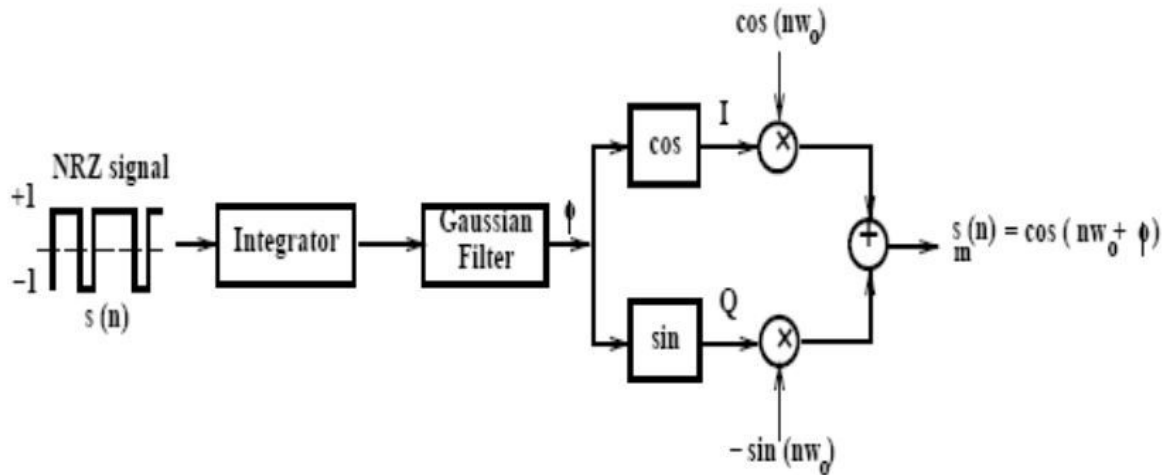 cos (nw₀)
I
cos
NRZ signal
+1
−1
s (n)
Integrator
Gaussian
Filter
ϕ
+
s (n) = cos ( nw₀ + ϕ )
m
Q
sin
×
×
− sin (nw₀)